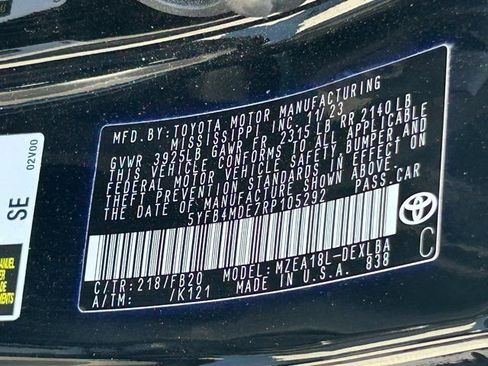 MFD. BY: TOYOTA MOTOR MANUFACTURING
MISSISSIPPI INC. 11/23
GVWR 3925LB GAWR FR 2315LB RR 2140LB
THIS VEHICLE CONFORMS TO ALL APPLICABLE
FEDERAL MOTOR VEHICLE SAFETY, BUMPER AND
THEFT PREVENTION STANDARDS IN EFFECT ON
THE DATE OF MANUFACTURE SHOWN ABOVE.
5YFB4MDE7RP105292 PASS.CAR
C/TR: 218/FB20 MODEL: MZEA18L-DEXLBA
A/TM: /K121 MADE IN U.S.A. 838
C
SE
02V00
MANUEL